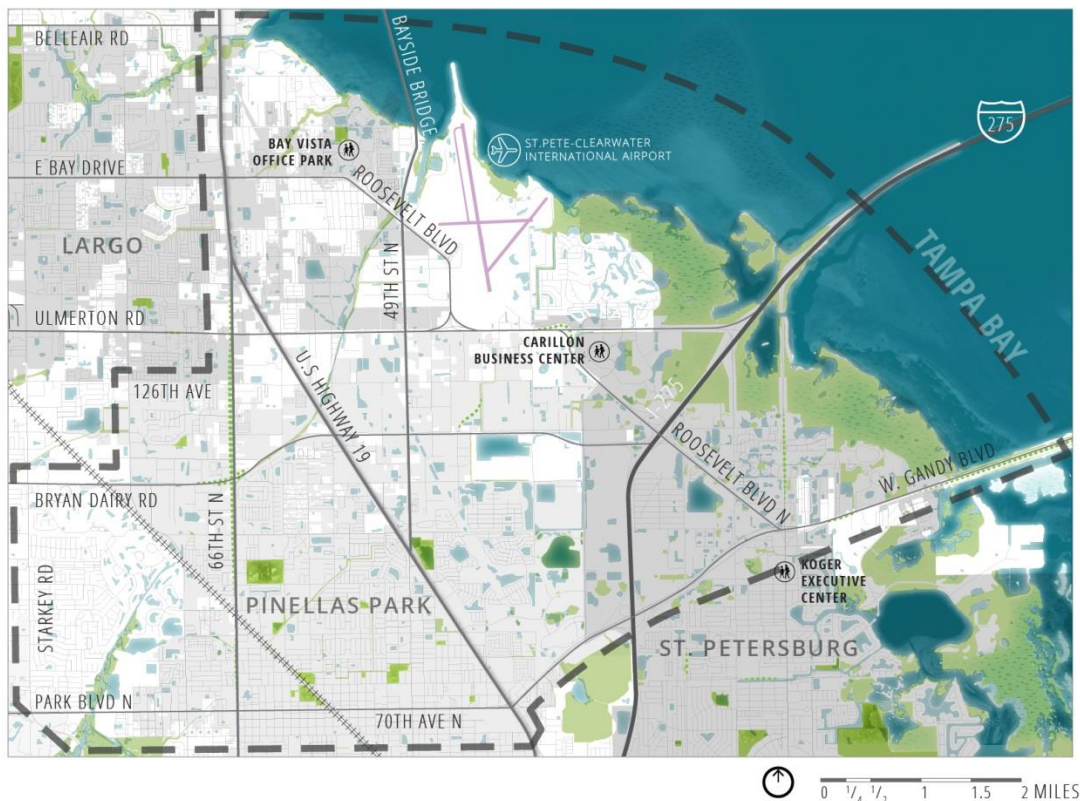 BELLEAIR RD
BAYSIDE BRIDGE
275
BAY VISTA
OFFICE PARK
ST.PETE-CLEARWATER
INTERNATIONAL AIRPORT
E BAY DRIVE
ROOSEVELT BLVD
LARGO
49TH ST N
TAMPA BAY
ULMERTON RD
CARILLON
BUSINESS CENTER
126TH AVE
U.S HIGHWAY 19
I-275
ROOSEVELT BLVD N
W. GANDY BLVD
BRYAN DAIRY RD
66TH ST N
STARKEY RD
KOGER
EXECUTIVE
CENTER
PINELLAS PARK
ST. PETERSBURG
PARK BLVD N
70TH AVE N
0 1/4 1/2 1 1.5 2 MILES